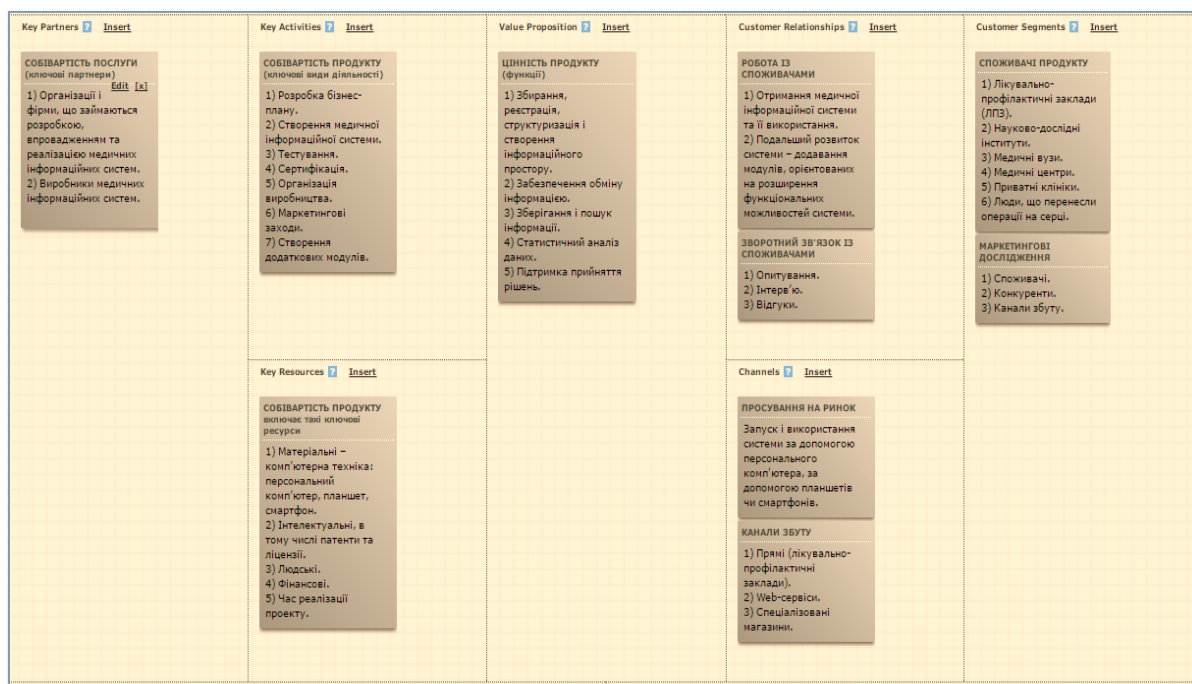 Key Partners ? Insert
СОБІВАРТІСТЬ ПОСЛУГИ
(ключові партнери)
Edit [x]
1) Організації і
фірми, що займаються
розробкою,
впровадженням та
реалізацією медичних
інформаційних систем.
2) Виробники медичних
інформаційних систем.
Key Activities ? Insert
СОБІВАРТІСТЬ ПРОДУКТУ
(ключові види діяльності)
1) Розробка бізнес-
плану.
2) Створення медичної
інформаційної системи.
3) Тестування.
4) Сертифікація.
5) Організація
виробництва.
6) Маркетингові
заходи.
7) Створення
додаткових модулів.
Key Resources ? Insert
СОБІВАРТІСТЬ ПРОДУКТУ
включає такі ключові
ресурси
1) Матеріальні –
комп’ютерна техніка:
персональний
комп’ютер, планшет,
смартфон.
2) Інтелектуальні, в
тому числі патенти та
ліцензії.
3) Людські.
4) Фінансові.
5) Час реалізації
проекту.
Value Proposition ? Insert
ЦІННІСТЬ ПРОДУКТУ
(функції)
1) Збирання,
реєстрація,
структуризація і
створення
інформаційного
простору.
2) Забезпечення обміну
інформацією.
3) Зберігання і пошук
інформації.
4) Статистичний аналіз
даних.
5) Підтримка прийняття
рішень.
Customer Relationships ? Insert
РОБОТА ІЗ
СПОЖИВАЧАМИ
1) Отримання медичної
інформаційної системи
та її використання.
2) Подальший розвиток
системи – додавання
модулів, орієнтованих
на розширення
функціональних
можливостей системи.
ЗВОРОТНИЙ ЗВ'ЯЗОК ІЗ
СПОЖИВАЧАМИ
1) Опитування.
2) Інтерв’ю.
3) Відгуки.
Channels ? Insert
ПРОСУВАННЯ НА РИНОК
Запуск і використання
системи за допомогою
персонального
комп’ютера, за
допомогою планшетів
чи смартфонів.
КАНАЛИ ЗБУТУ
1) Прямі (лікувально-
профілактичні
заклади).
2) Web-сервіси.
3) Спеціалізовані
магазини.
Customer Segments ? Insert
СПОЖИВАЧІ ПРОДУКТУ
1) Лікувально-
профілактичні заклади
(ЛПЗ).
2) Науково-дослідні
інститути.
3) Медичні вузи.
4) Медичні центри.
5) Приватні клініки.
6) Люди, що перенесли
операції на серці.
МАРКЕТИНГОВІ
ДОСЛІДЖЕННЯ
1) Споживачі.
2) Конкуренти.
3) Канали збуту.